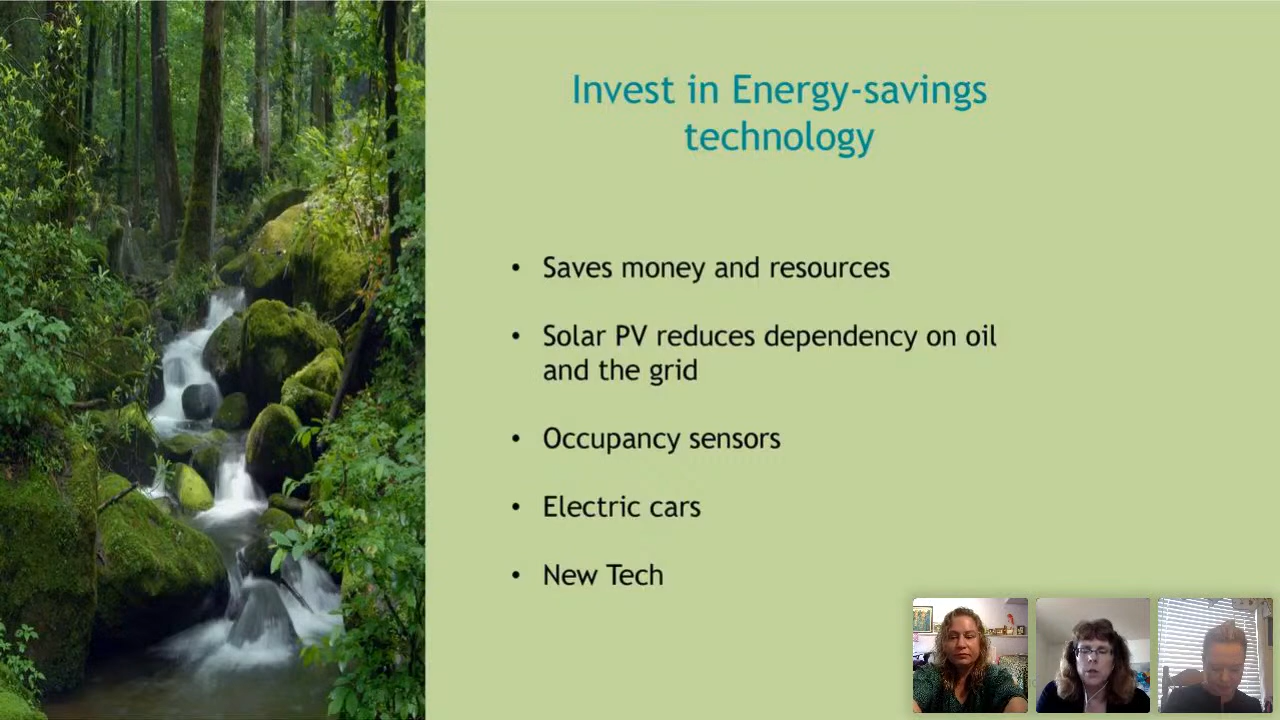 Invest in Energy-savings
technology
• Saves money and resources
• Solar PV reduces dependency on oil
and the grid
• Occupancy sensors
• Electric cars
• New Tech